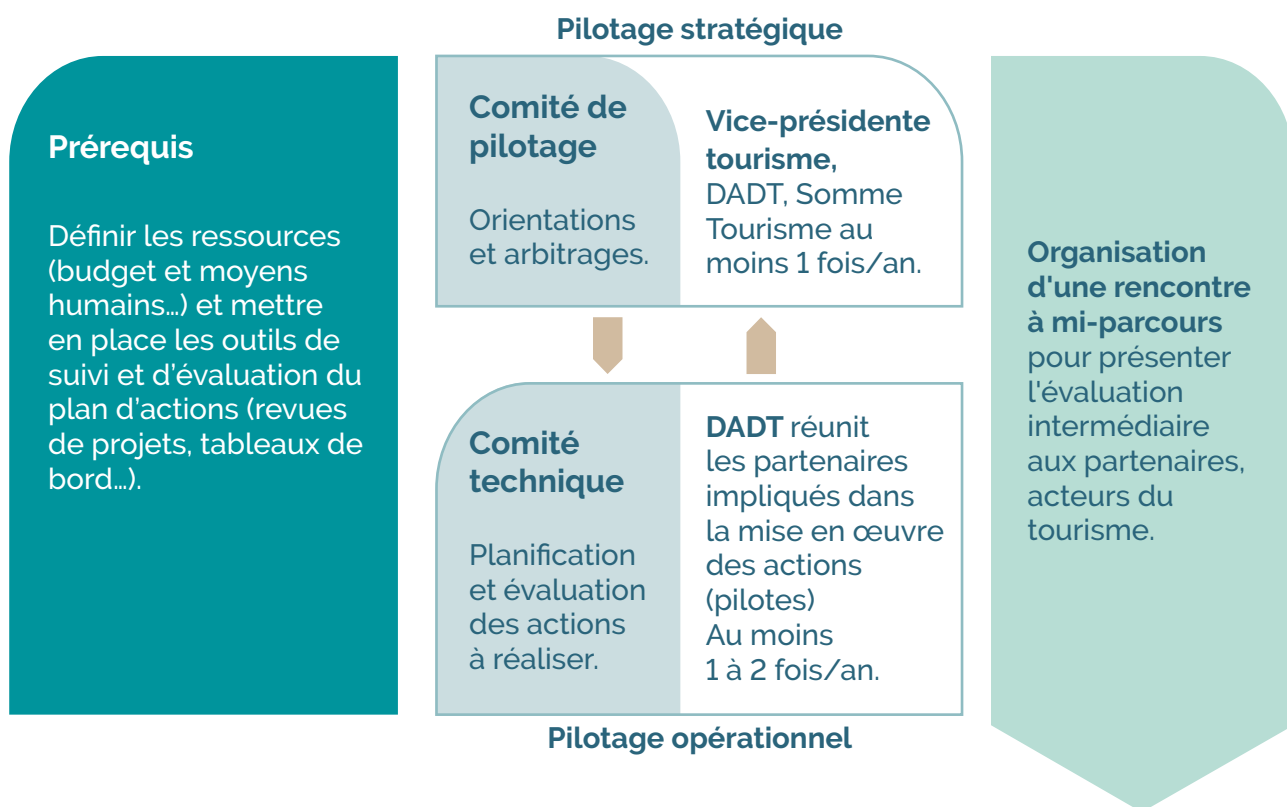 Prérequis
Définir les ressources
(budget et moyens
humains…) et mettre
en place les outils de
suivi et d’évaluation du
plan d’actions (revues
de projets, tableaux de
bord…).
Pilotage stratégique
Comité de
pilotage
Orientations
et arbitrages.
Vice-présidente
tourisme,
DADT, Somme
Tourisme au
moins 1 fois/an.
Comité
technique
Planification
et évaluation
des actions
à réaliser.
DADT réunit
les partenaires
impliqués dans
la mise en œuvre
des actions
(pilotes)
Au moins
1 à 2 fois/an.
Pilotage opérationnel
Organisation
d'une rencontre
à mi-parcours
pour présenter
l'évaluation
intermédiaire
aux partenaires,
acteurs du
tourisme.